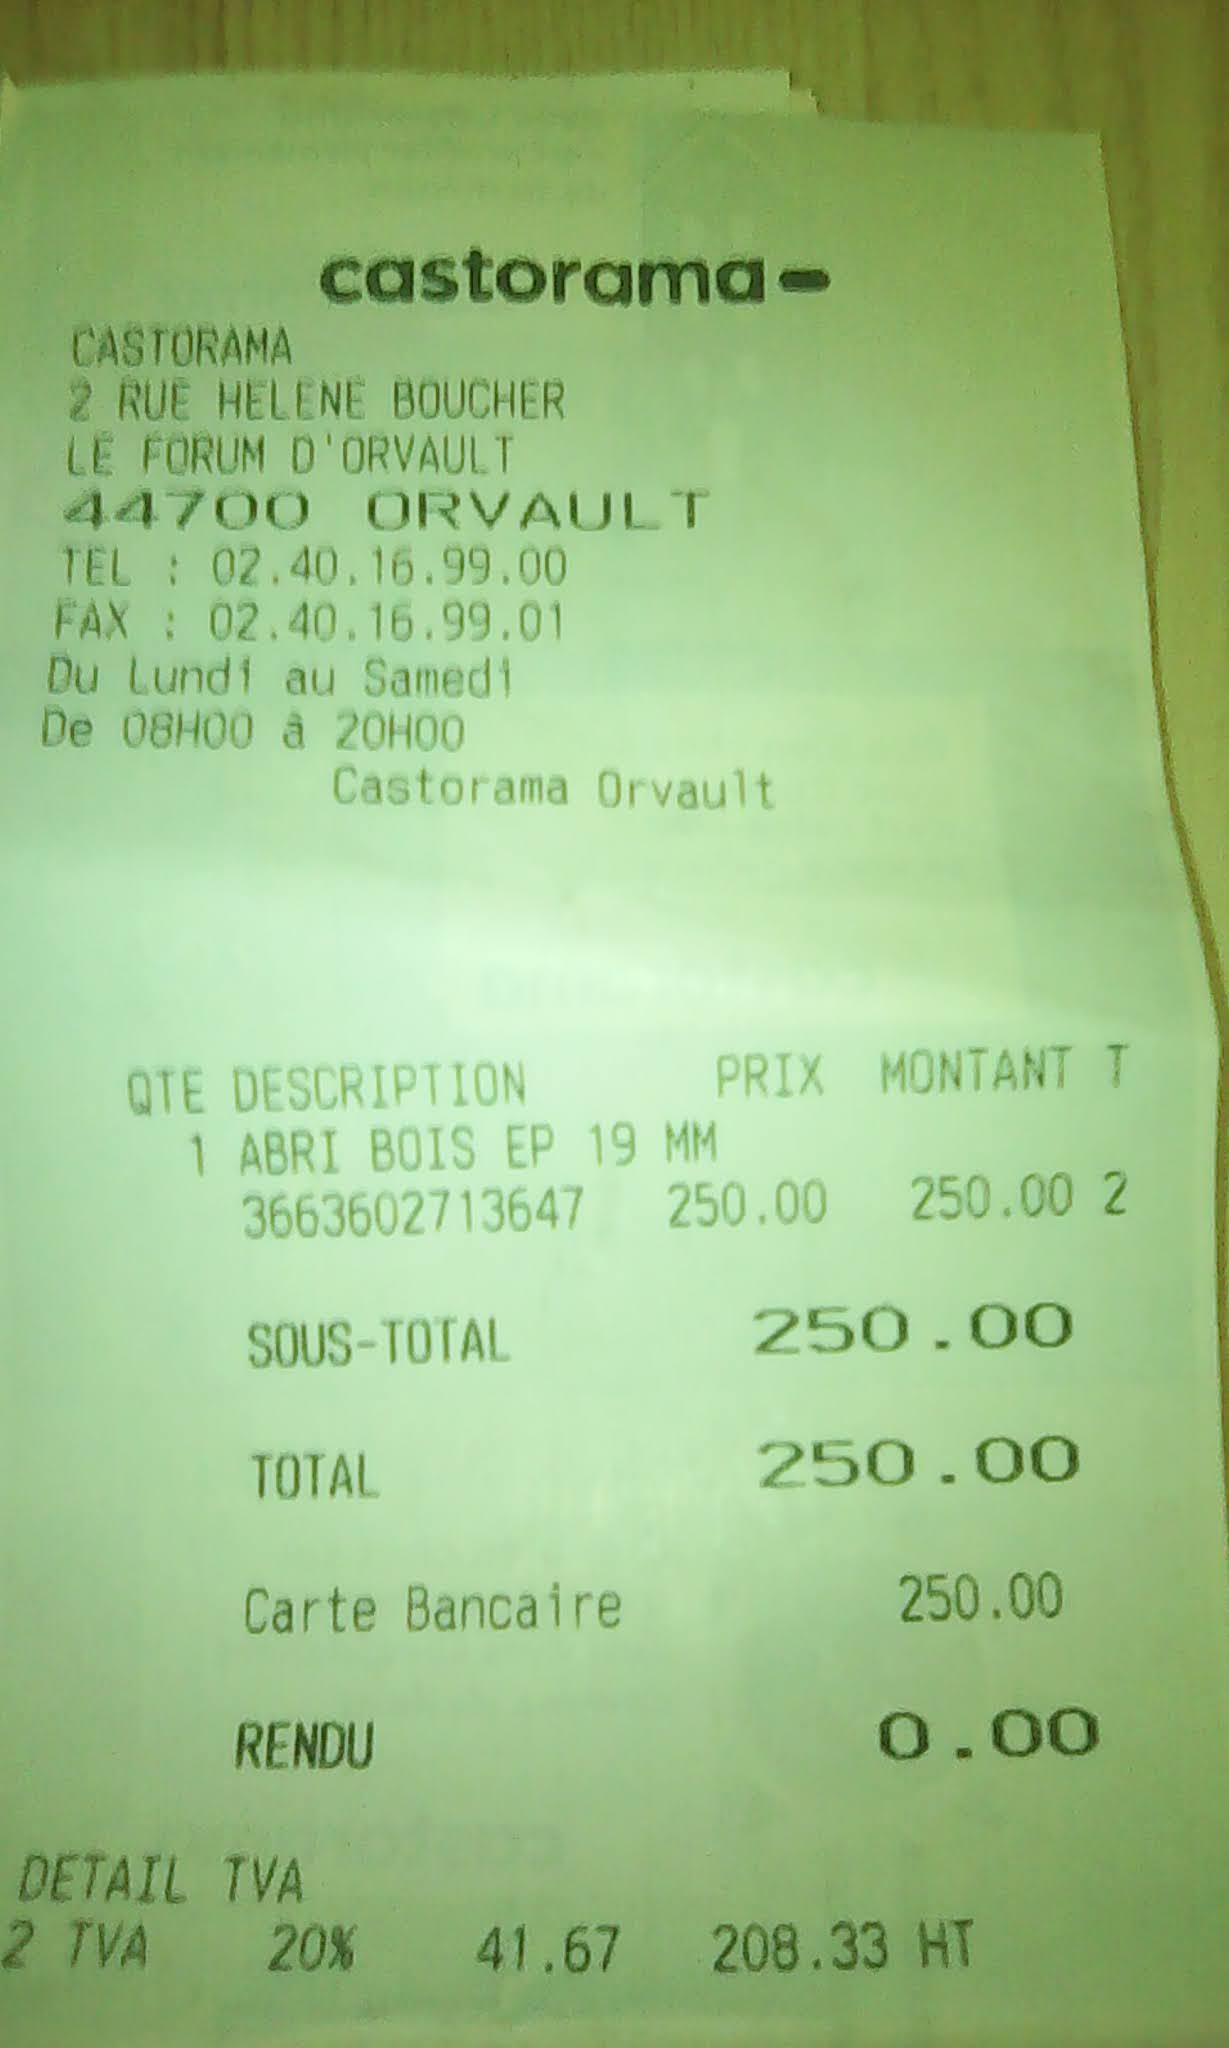 castorama
CASTORAMA
2 RUE HELENE BOUCHER
LE FORUM D'ORVAULT
44700 ORVAULT
TEL : 02.40.16.99.00
FAX : 02.40.16.99.01
Du Lundi au Samedi
De 08H00 à 20H00
Castorama Orvault
QTE DESCRIPTION PRIX MONTANT T
1 ABRI BOIS EP 19 MM
3663602713647 250.00 250.00 2
SOUS-TOTAL 250.00
TOTAL 250.00
Carte Bancaire 250.00
RENDU 0.00
DETAIL TVA
2 TVA 20% 41.67 208.33 HT